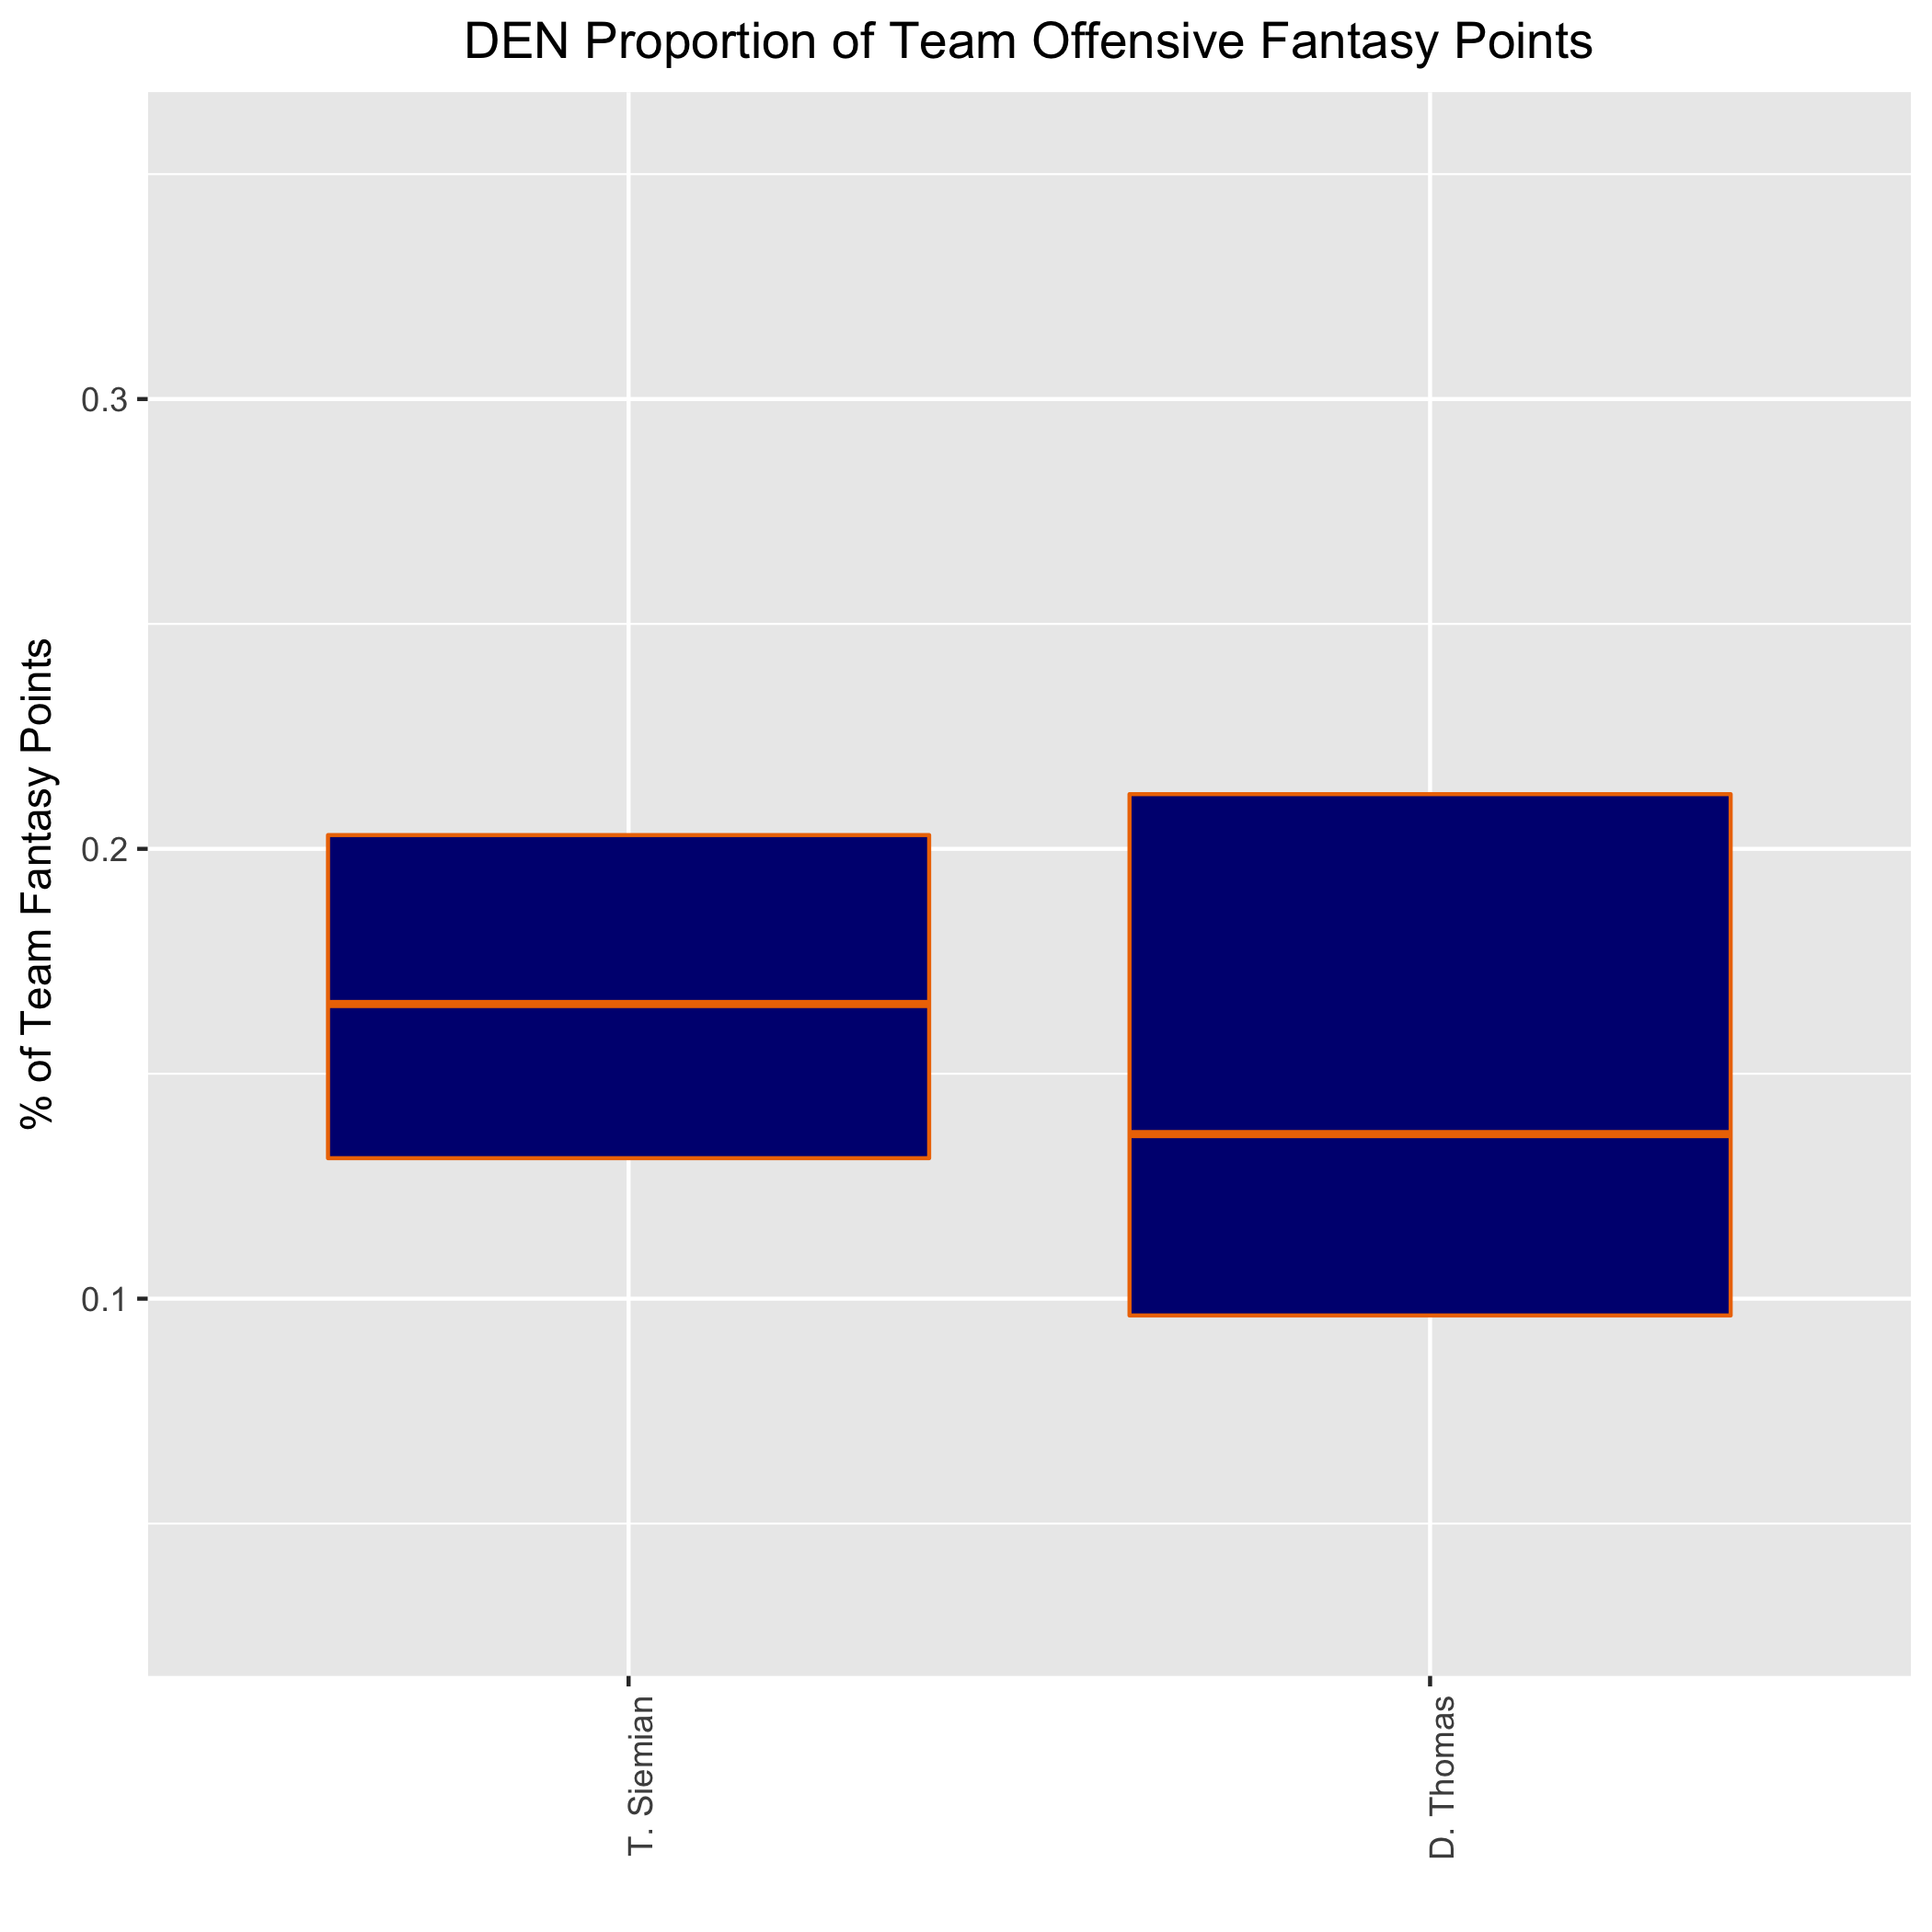 DEN Proportion of Team Offensive Fantasy Points
% of Team Fantasy Points
0.3
0.2
0.1
T. Siemian
D. Thomas